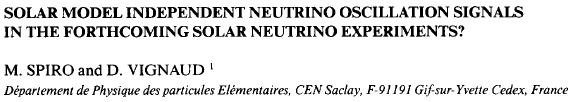 SOLAR MODEL INDEPENDENT NEUTRINO OSCILLATION SIGNALS
IN THE FORTHCOMING SOLAR NEUTRINO EXPERIMENTS?
M. SPIRO and D. VIGNAUD ¹
Département de Physique des particules Elémentaires, CEN Saclay, F-91191 Gif-sur-Yvette Cedex, France